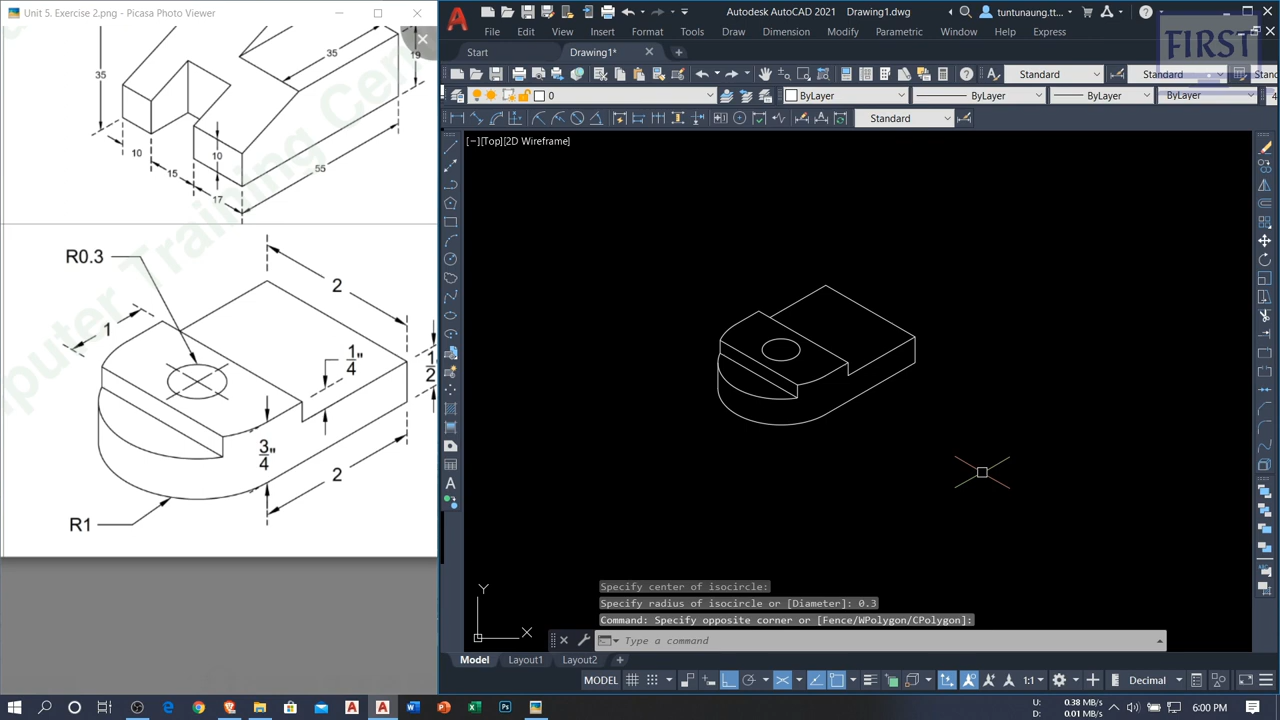 Unit 5. Exercise 2.png - Picasa Photo Viewer
35
35
19
10
10
15
17
55
puter Training Cen
R0.3
2
1
1/4"
1/2
3/4"
2
R1
Autodesk AutoCAD 2021 Drawing1.dwg
tuntunaung.tt...
FIRST
File Edit View Insert Format Tools Draw Dimension Modify Parametric Window Help Express
Start Drawing1*
Standard Standard Stand
0 ByLayer ByLayer ByLayer ByLayer
Standard
[−][Top][2D Wireframe]
Y
X
Specify center of isocircle:
Specify radius of isocircle or [Diameter]: 0.3
Command: Specify opposite corner or [Fence/WPolygon/CPolygon]:
Type a command
Model Layout1 Layout2
MODEL 1:1 Decimal
U: 0.38 MB/s
D: 0.01 MB/s
6:00 PM